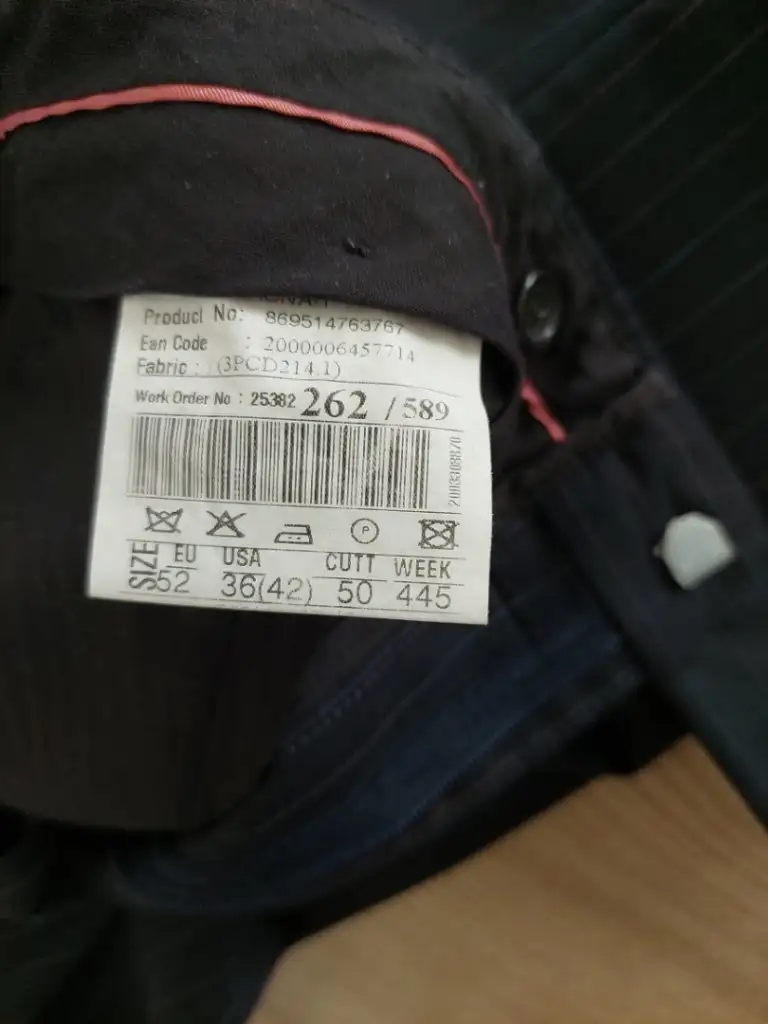 Product No: 869514763767
Ean Code : 2000006457714
Fabric : (3PCD214.1)
Work Order No : 25382 262 / 589
SIZE EU USA CUTT WEEK
52 36(42) 50 445
P